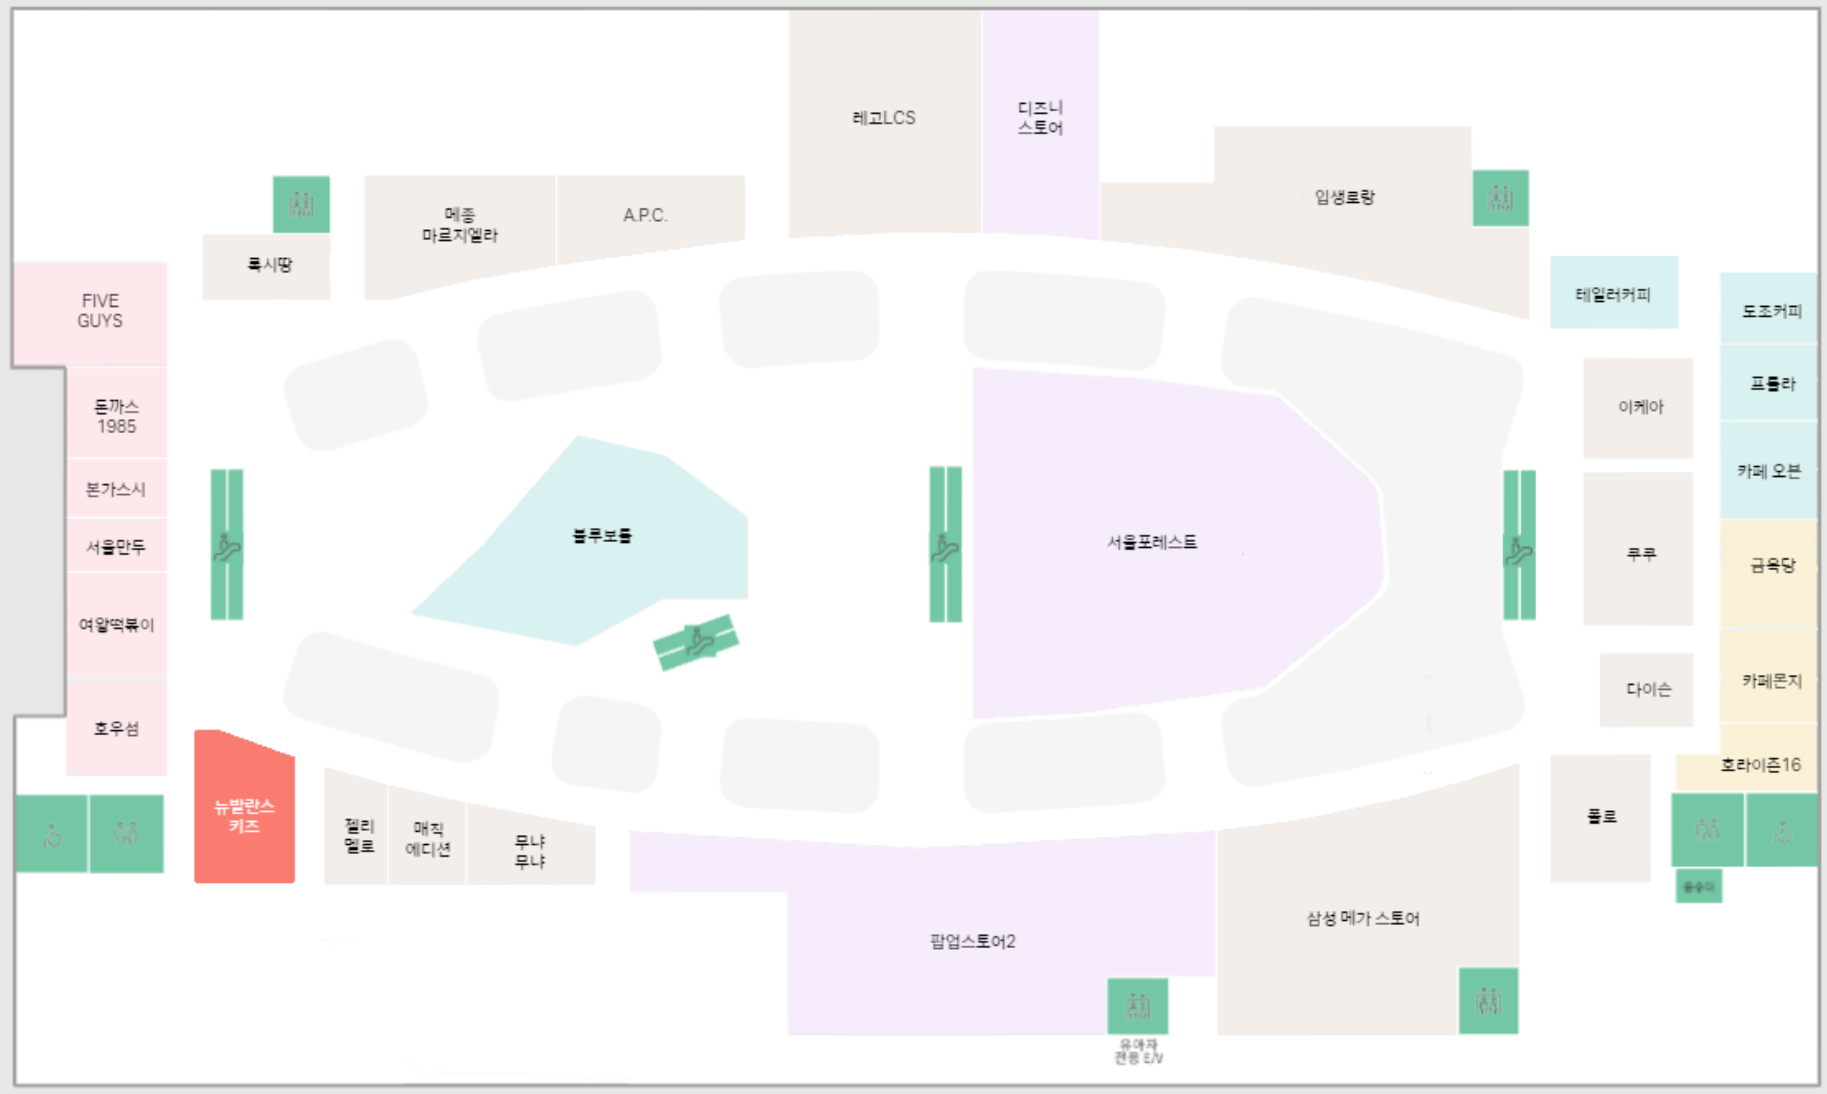 레고LCS
디즈니
스토어
입생로랑
메종
마르지엘라
A.P.C.
록시땅
FIVE
GUYS
테일러커피
도조커피
돈까스
1985
이케아
프롤라
본가스시
카페 오븐
서울만두
블루보틀
서울포레스트
쿠쿠
금옥당
여왕떡볶이
다이슨
카페몬지
호우섬
호라이즌16
뉴발란스
키즈
젤리
멜로
매직
에디션
무냐
무냐
폴로
음수대
팝업스토어2
삼성 메가 스토어
유아차
전용 E/V